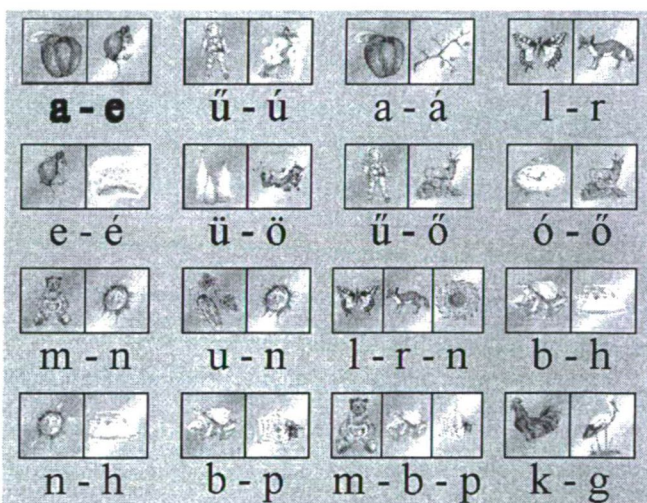 a - e ű - ú a - á l - r
e - é ü - ö ű - ő ó - ő
m - n u - n l - r - n b - h
n - h b - p m - b - p k - g